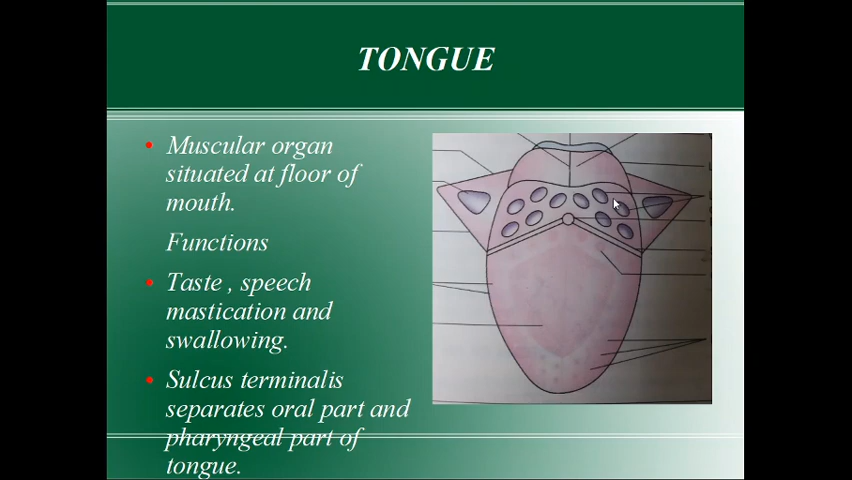 TONGUE
Muscular organ
situated at floor of
mouth.
Functions
Taste , speech
mastication and
swallowing.
Sulcus terminalis
separates oral part and
pharyngeal part of
tongue.